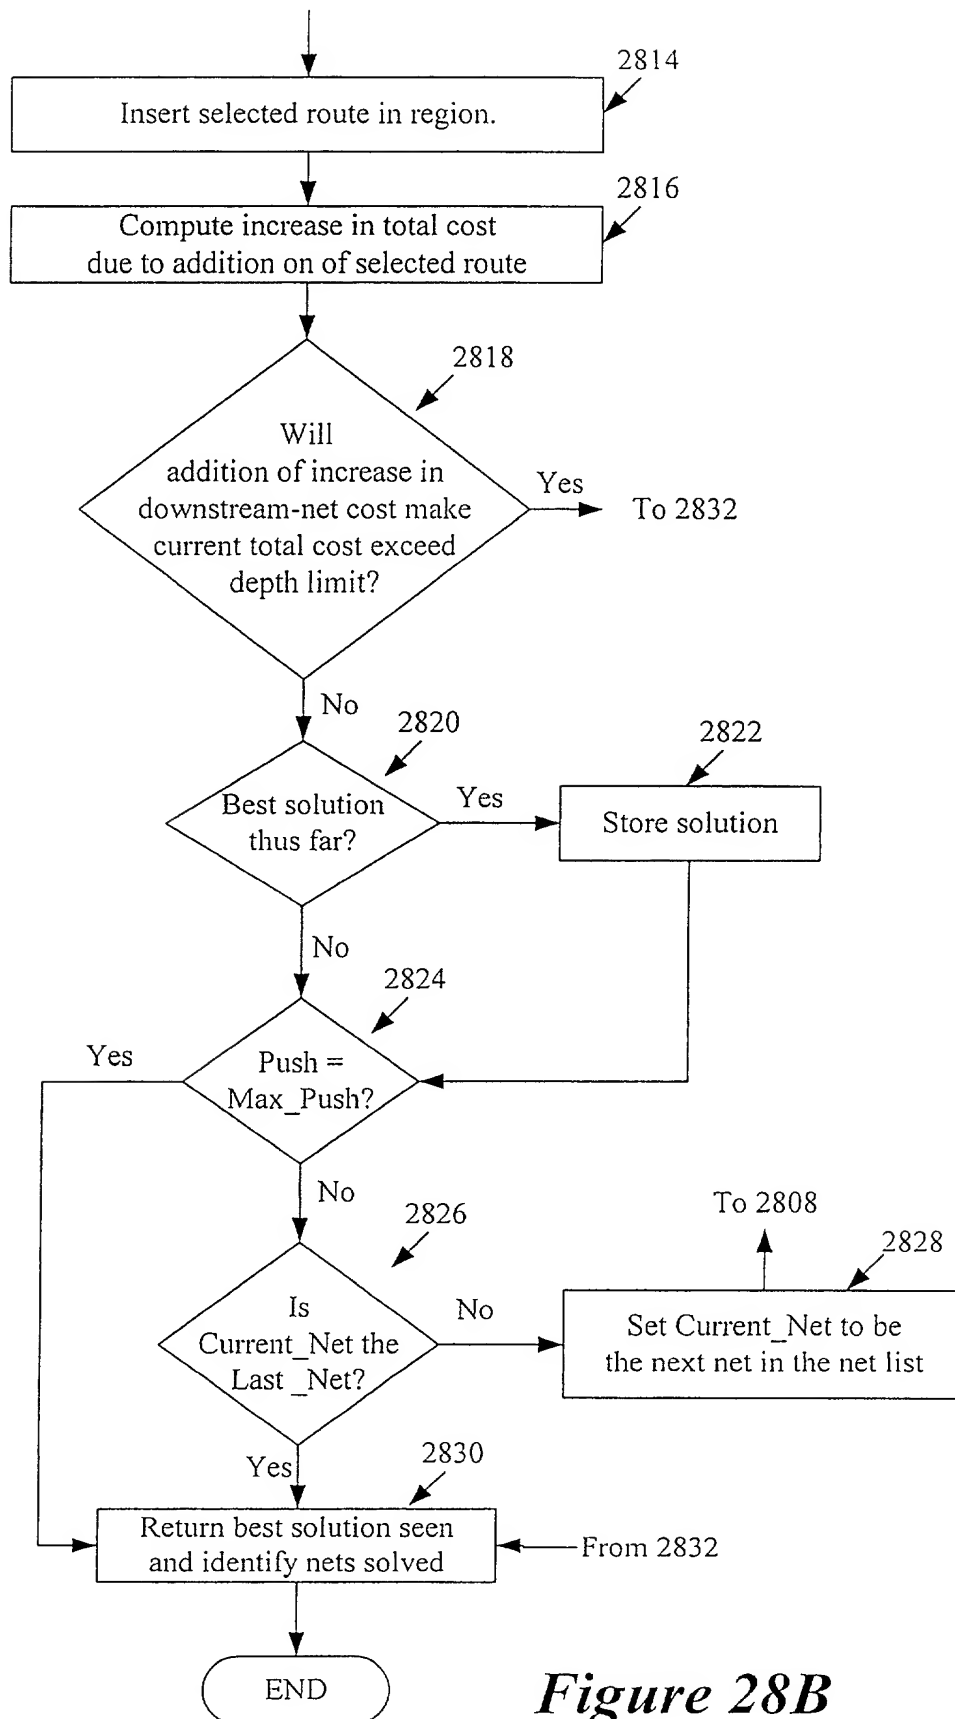 2814
Insert selected route in region.
2816
Compute increase in total cost
due to addition on of selected route
2818
Will
addition of increase in
downstream-net cost make
current total cost exceed
depth limit?
Yes
To 2832
No
2820
Best solution
thus far?
Yes
2822
Store solution
No
2824
Push =
Max_Push?
Yes
No
2826
Is
Current_Net the
Last _Net?
No
To 2808
2828
Set Current_Net to be
the next net in the net list
Yes
2830
Return best solution seen
and identify nets solved
From 2832
END
Figure 28B